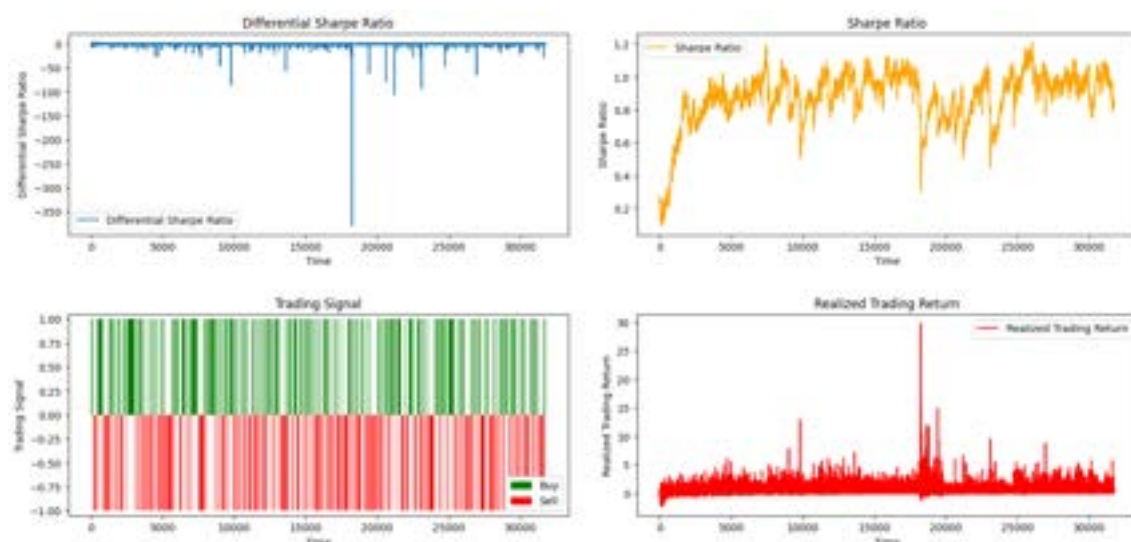 Differential Sharpe Ratio
Differential Sharpe Ratio
0
−50
−100
−150
−200
−250
−300
−350
Differential Sharpe Ratio
0 5000 10000 15000 20000 25000 30000
Time
Sharpe Ratio
Sharpe Ratio
1.2
1.0
0.8
0.6
0.4
0.2
Sharpe Ratio
0 5000 10000 15000 20000 25000 30000
Time
Trading Signal
Trading Signal
1.00
0.75
0.50
0.25
0.00
−0.25
−0.50
−0.75
−1.00
Buy
Sell
0 5000 10000 15000 20000 25000 30000
Time
Realized Trading Return
Realized Trading Return
30
25
20
15
10
5
0
Realized Trading Return
0 5000 10000 15000 20000 25000 30000
Time